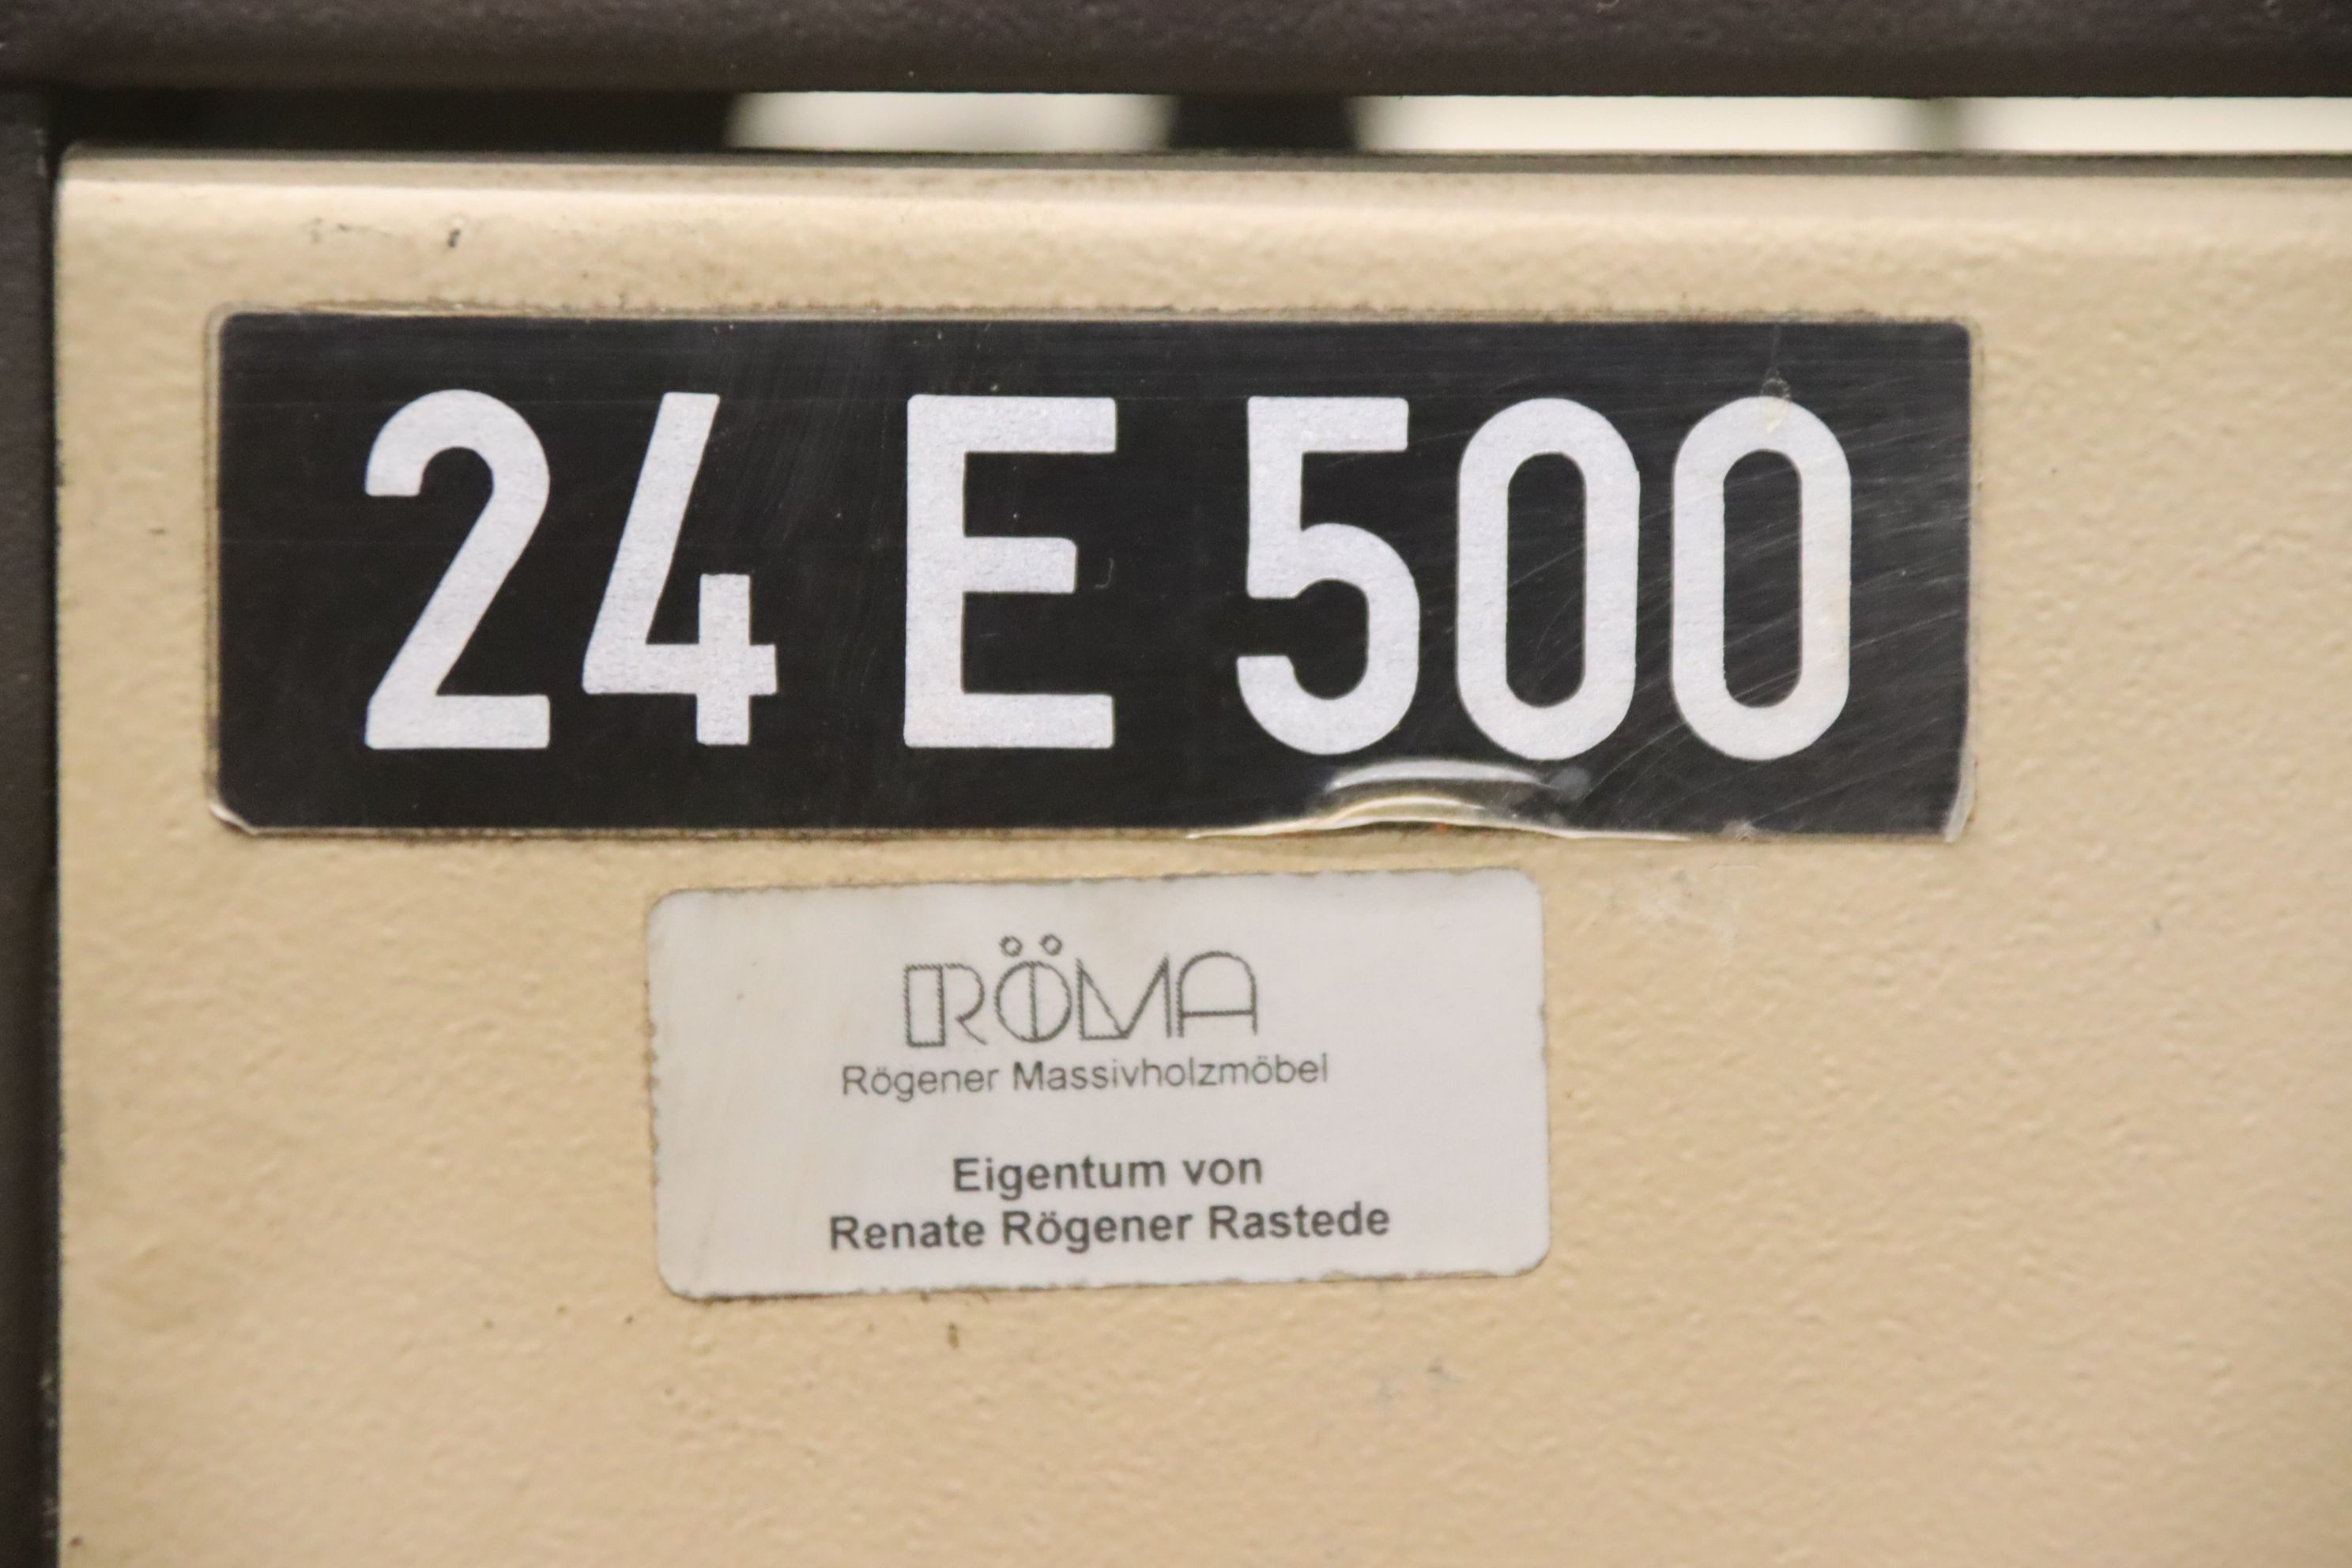 24 E 500
RÖMA
Rögener Massivholzmöbel
Eigentum von
Renate Rögener Rastede